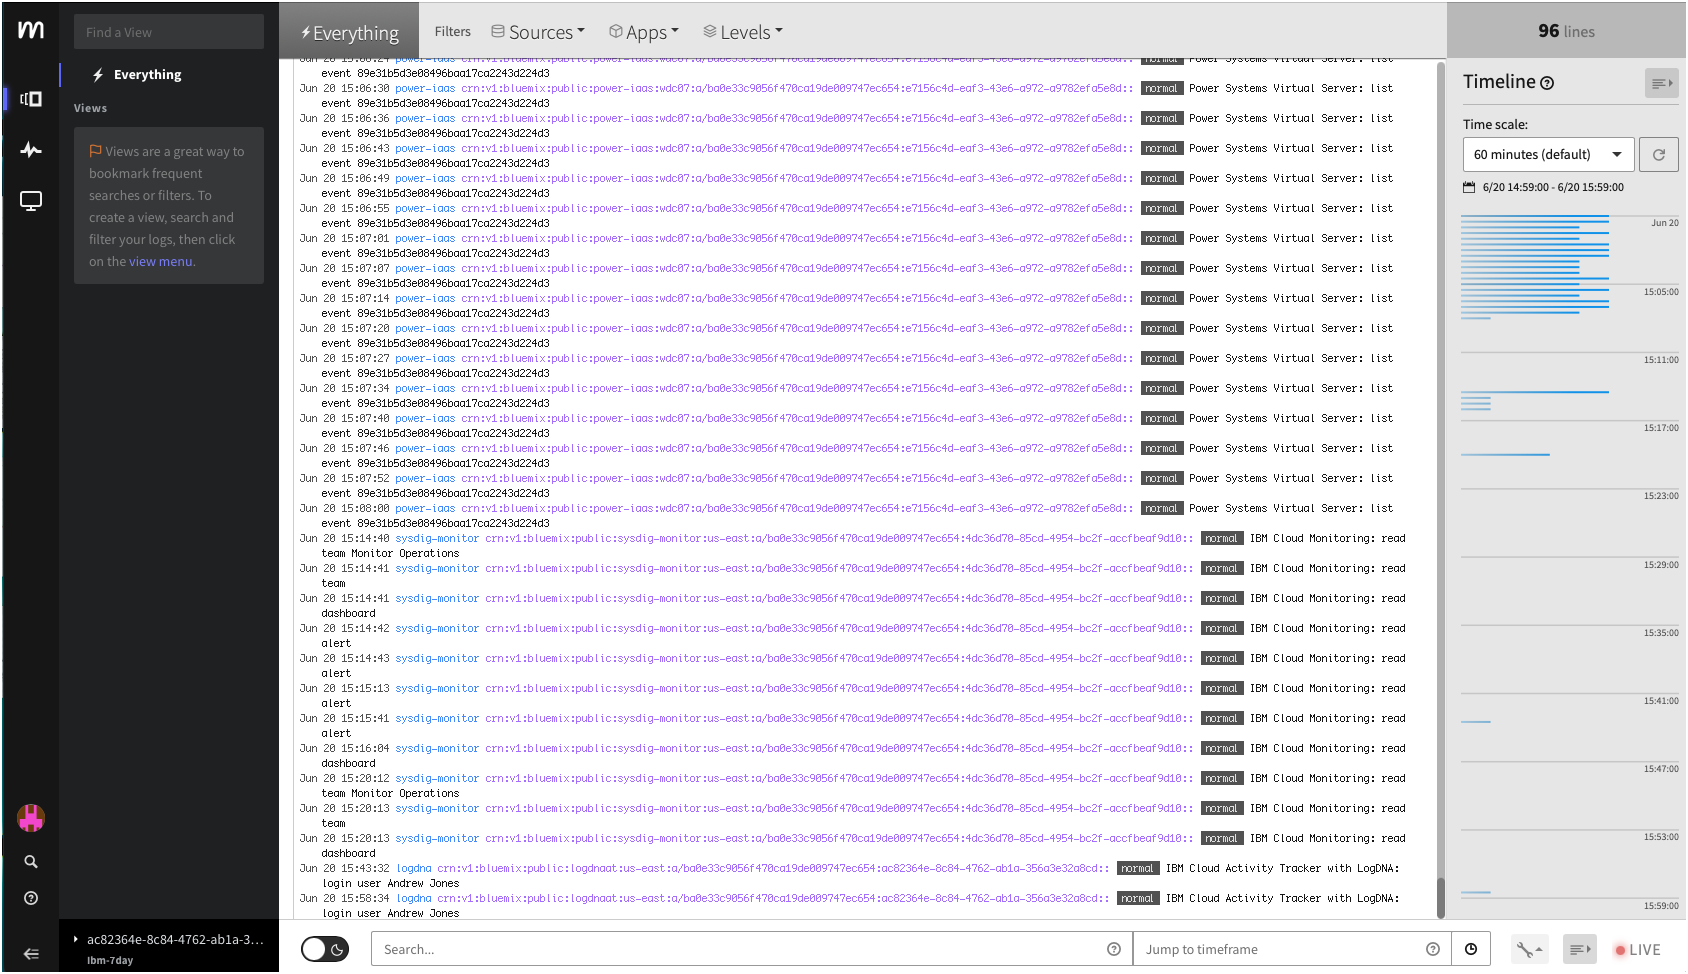 m
Find a View
Everything
Views
Views are a great way to
bookmark frequent
searches or filters. To
create a view, search and
filter your logs, then click
on the view menu.
ac82364e-8c84-4762-ab1a-3...
Ibm-7day
Everything
Filters
Sources
Apps
Levels
96 lines
Jun 20 15:06:24 power-iaas crn:v1:bluemix:public:power-iaas:wdc07:a/ba0e33c9056f470ca19de009747ec654:e7156c4d-eaf3-43e6-a972-a9782efa5e8d:: normal Power Systems Virtual Server: list
event 89e31b5d3e08496baa17ca2243d224d3
Jun 20 15:06:30 power-iaas crn:v1:bluemix:public:power-iaas:wdc07:a/ba0e33c9056f470ca19de009747ec654:e7156c4d-eaf3-43e6-a972-a9782efa5e8d:: normal Power Systems Virtual Server: list
event 89e31b5d3e08496baa17ca2243d224d3
Jun 20 15:06:36 power-iaas crn:v1:bluemix:public:power-iaas:wdc07:a/ba0e33c9056f470ca19de009747ec654:e7156c4d-eaf3-43e6-a972-a9782efa5e8d:: normal Power Systems Virtual Server: list
event 89e31b5d3e08496baa17ca2243d224d3
Jun 20 15:06:43 power-iaas crn:v1:bluemix:public:power-iaas:wdc07:a/ba0e33c9056f470ca19de009747ec654:e7156c4d-eaf3-43e6-a972-a9782efa5e8d:: normal Power Systems Virtual Server: list
event 89e31b5d3e08496baa17ca2243d224d3
Jun 20 15:06:49 power-iaas crn:v1:bluemix:public:power-iaas:wdc07:a/ba0e33c9056f470ca19de009747ec654:e7156c4d-eaf3-43e6-a972-a9782efa5e8d:: normal Power Systems Virtual Server: list
event 89e31b5d3e08496baa17ca2243d224d3
Jun 20 15:06:55 power-iaas crn:v1:bluemix:public:power-iaas:wdc07:a/ba0e33c9056f470ca19de009747ec654:e7156c4d-eaf3-43e6-a972-a9782efa5e8d:: normal Power Systems Virtual Server: list
event 89e31b5d3e08496baa17ca2243d224d3
Jun 20 15:07:01 power-iaas crn:v1:bluemix:public:power-iaas:wdc07:a/ba0e33c9056f470ca19de009747ec654:e7156c4d-eaf3-43e6-a972-a9782efa5e8d:: normal Power Systems Virtual Server: list
event 89e31b5d3e08496baa17ca2243d224d3
Jun 20 15:07:07 power-iaas crn:v1:bluemix:public:power-iaas:wdc07:a/ba0e33c9056f470ca19de009747ec654:e7156c4d-eaf3-43e6-a972-a9782efa5e8d:: normal Power Systems Virtual Server: list
event 89e31b5d3e08496baa17ca2243d224d3
Jun 20 15:07:14 power-iaas crn:v1:bluemix:public:power-iaas:wdc07:a/ba0e33c9056f470ca19de009747ec654:e7156c4d-eaf3-43e6-a972-a9782efa5e8d:: normal Power Systems Virtual Server: list
event 89e31b5d3e08496baa17ca2243d224d3
Jun 20 15:07:20 power-iaas crn:v1:bluemix:public:power-iaas:wdc07:a/ba0e33c9056f470ca19de009747ec654:e7156c4d-eaf3-43e6-a972-a9782efa5e8d:: normal Power Systems Virtual Server: list
event 89e31b5d3e08496baa17ca2243d224d3
Jun 20 15:07:27 power-iaas crn:v1:bluemix:public:power-iaas:wdc07:a/ba0e33c9056f470ca19de009747ec654:e7156c4d-eaf3-43e6-a972-a9782efa5e8d:: normal Power Systems Virtual Server: list
event 89e31b5d3e08496baa17ca2243d224d3
Jun 20 15:07:34 power-iaas crn:v1:bluemix:public:power-iaas:wdc07:a/ba0e33c9056f470ca19de009747ec654:e7156c4d-eaf3-43e6-a972-a9782efa5e8d:: normal Power Systems Virtual Server: list
event 89e31b5d3e08496baa17ca2243d224d3
Jun 20 15:07:40 power-iaas crn:v1:bluemix:public:power-iaas:wdc07:a/ba0e33c9056f470ca19de009747ec654:e7156c4d-eaf3-43e6-a972-a9782efa5e8d:: normal Power Systems Virtual Server: list
event 89e31b5d3e08496baa17ca2243d224d3
Jun 20 15:07:46 power-iaas crn:v1:bluemix:public:power-iaas:wdc07:a/ba0e33c9056f470ca19de009747ec654:e7156c4d-eaf3-43e6-a972-a9782efa5e8d:: normal Power Systems Virtual Server: list
event 89e31b5d3e08496baa17ca2243d224d3
Jun 20 15:07:52 power-iaas crn:v1:bluemix:public:power-iaas:wdc07:a/ba0e33c9056f470ca19de009747ec654:e7156c4d-eaf3-43e6-a972-a9782efa5e8d:: normal Power Systems Virtual Server: list
event 89e31b5d3e08496baa17ca2243d224d3
Jun 20 15:08:00 power-iaas crn:v1:bluemix:public:power-iaas:wdc07:a/ba0e33c9056f470ca19de009747ec654:e7156c4d-eaf3-43e6-a972-a9782efa5e8d:: normal Power Systems Virtual Server: list
event 89e31b5d3e08496baa17ca2243d224d3
Jun 20 15:14:40 sysdig-monitor crn:v1:bluemix:public:sysdig-monitor:us-east:a/ba0e33c9056f470ca19de009747ec654:4dc36d70-85cd-4954-bc2f-accfbeaf9d10:: normal IBM Cloud Monitoring: read
team Monitor Operations
Jun 20 15:14:41 sysdig-monitor crn:v1:bluemix:public:sysdig-monitor:us-east:a/ba0e33c9056f470ca19de009747ec654:4dc36d70-85cd-4954-bc2f-accfbeaf9d10:: normal IBM Cloud Monitoring: read
team
Jun 20 15:14:41 sysdig-monitor crn:v1:bluemix:public:sysdig-monitor:us-east:a/ba0e33c9056f470ca19de009747ec654:4dc36d70-85cd-4954-bc2f-accfbeaf9d10:: normal IBM Cloud Monitoring: read
dashboard
Jun 20 15:14:42 sysdig-monitor crn:v1:bluemix:public:sysdig-monitor:us-east:a/ba0e33c9056f470ca19de009747ec654:4dc36d70-85cd-4954-bc2f-accfbeaf9d10:: normal IBM Cloud Monitoring: read
alert
Jun 20 15:14:43 sysdig-monitor crn:v1:bluemix:public:sysdig-monitor:us-east:a/ba0e33c9056f470ca19de009747ec654:4dc36d70-85cd-4954-bc2f-accfbeaf9d10:: normal IBM Cloud Monitoring: read
alert
Jun 20 15:15:13 sysdig-monitor crn:v1:bluemix:public:sysdig-monitor:us-east:a/ba0e33c9056f470ca19de009747ec654:4dc36d70-85cd-4954-bc2f-accfbeaf9d10:: normal IBM Cloud Monitoring: read
alert
Jun 20 15:15:41 sysdig-monitor crn:v1:bluemix:public:sysdig-monitor:us-east:a/ba0e33c9056f470ca19de009747ec654:4dc36d70-85cd-4954-bc2f-accfbeaf9d10:: normal IBM Cloud Monitoring: read
alert
Jun 20 15:16:04 sysdig-monitor crn:v1:bluemix:public:sysdig-monitor:us-east:a/ba0e33c9056f470ca19de009747ec654:4dc36d70-85cd-4954-bc2f-accfbeaf9d10:: normal IBM Cloud Monitoring: read
dashboard
Jun 20 15:20:12 sysdig-monitor crn:v1:bluemix:public:sysdig-monitor:us-east:a/ba0e33c9056f470ca19de009747ec654:4dc36d70-85cd-4954-bc2f-accfbeaf9d10:: normal IBM Cloud Monitoring: read
team Monitor Operations
Jun 20 15:20:13 sysdig-monitor crn:v1:bluemix:public:sysdig-monitor:us-east:a/ba0e33c9056f470ca19de009747ec654:4dc36d70-85cd-4954-bc2f-accfbeaf9d10:: normal IBM Cloud Monitoring: read
team
Jun 20 15:20:13 sysdig-monitor crn:v1:bluemix:public:sysdig-monitor:us-east:a/ba0e33c9056f470ca19de009747ec654:4dc36d70-85cd-4954-bc2f-accfbeaf9d10:: normal IBM Cloud Monitoring: read
dashboard
Jun 20 15:43:32 logdna crn:v1:bluemix:public:logdnaat:us-east:a/ba0e33c9056f470ca19de009747ec654:ac82364e-8c84-4762-ab1a-356a3e32a8cd:: normal IBM Cloud Activity Tracker with LogDNA:
login user Andrew Jones
Jun 20 15:58:34 logdna crn:v1:bluemix:public:logdnaat:us-east:a/ba0e33c9056f470ca19de009747ec654:ac82364e-8c84-4762-ab1a-356a3e32a8cd:: normal IBM Cloud Activity Tracker with LogDNA:
login user Andrew Jones
Timeline
Time scale:
60 minutes (default)
6/20 14:59:00 - 6/20 15:59:00
Jun 20
15:05:00
15:11:00
15:17:00
15:23:00
15:29:00
15:35:00
15:41:00
15:47:00
15:53:00
15:59:00
Search...
Jump to timeframe
LIVE